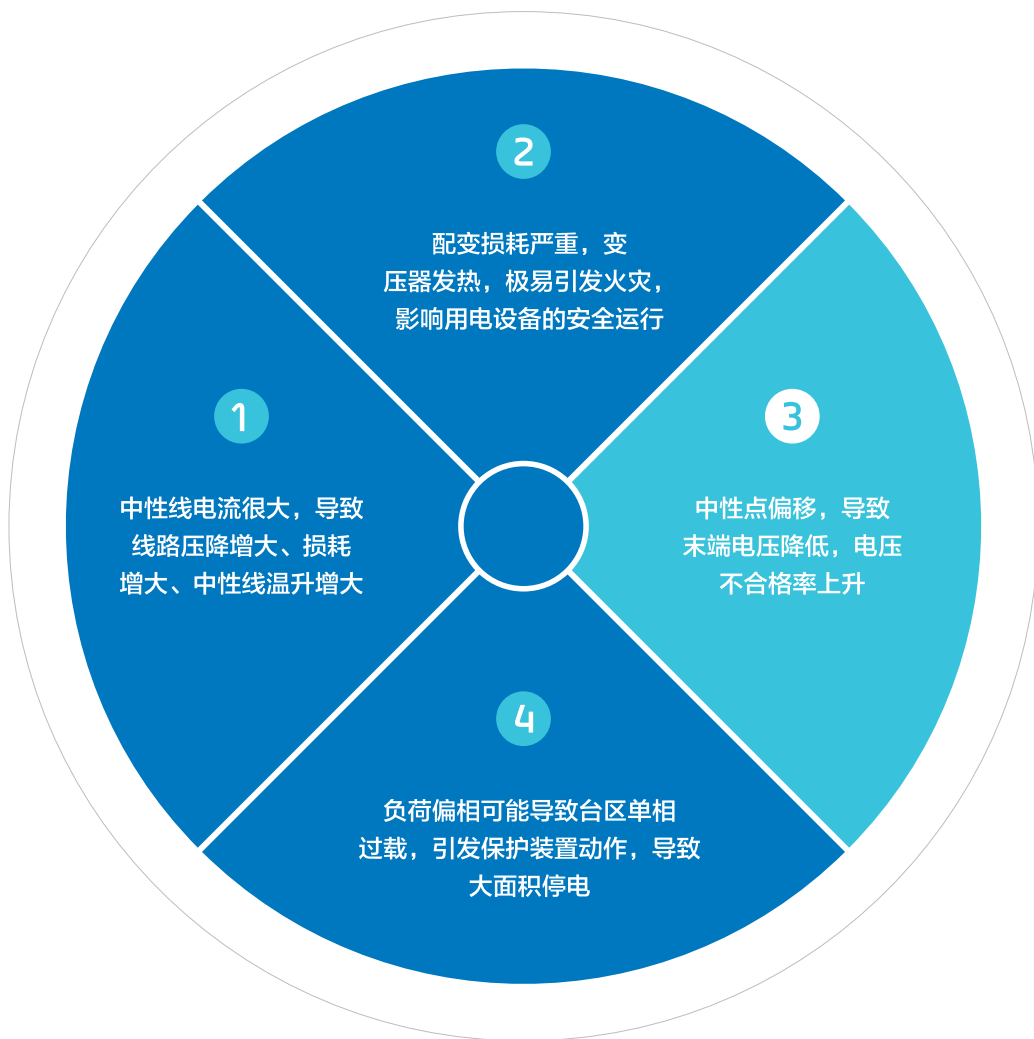 1
中性线电流很大，导致
线路压降增大、损耗
增大、中性线温升增大
2
配变损耗严重，变
压器发热，极易引发火灾，
影响用电设备的安全运行
3
中性点偏移，导致
末端电压降低，电压
不合格率上升
4
负荷偏相可能导致台区单相
过载，引发保护装置动作，导致
大面积停电